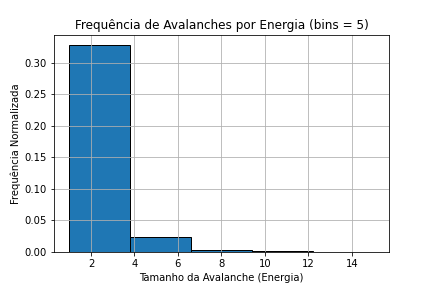 Frequência de Avalanches por Energia (bins = 5)
Frequência Normalizada
0.30
0.25
0.20
0.15
0.10
0.05
0.00
2 4 6 8 10 12 14
Tamanho da Avalanche (Energia)